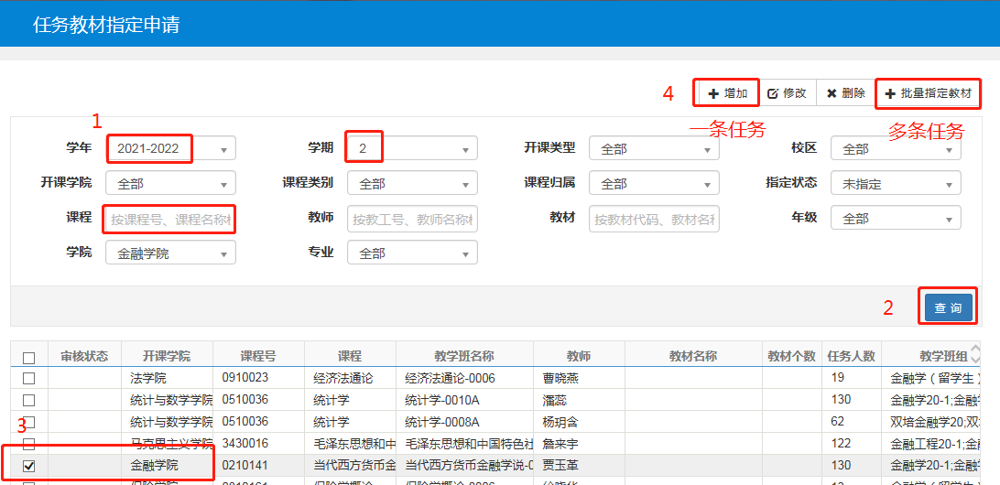 任务教材指定申请
4 增加 修改 删除 批量指定教材
1 一条任务 多条任务
学年 2021-2022 学期 2 开课类型 全部 校区 全部
开课学院 全部 课程类别 全部 课程归属 全部 指定状态 未指定
课程 按课程号、课程名称 教师 按教工号、教师名称 教材 按教材代码、教材名称 年级 全部
学院 金融学院 专业 全部
2 查 询
审核状态 开课学院 课程号 课程 教学班名称 教师 教材名称 教材个数 任务人数 教学班组
法学院 0910023 经济法通论 经济法通论-0006 曹晓燕 19 金融学（留学生）
统计与数学学院 0510036 统计学 统计学-0010A 潘蕊 130 金融学20-1;金融
统计与数学学院 0510036 统计学 统计学-0008A 杨玥含 62 双培金融学20;双
3 马克思主义学院 3430016 毛泽东思想和中 毛泽东思想和中国特色社 詹来宇 122 金融工程20-1;金
金融学院 0210141 当代西方货币金 当代西方货币金融学说-0 贾玉革 130 金融学20-1;金融